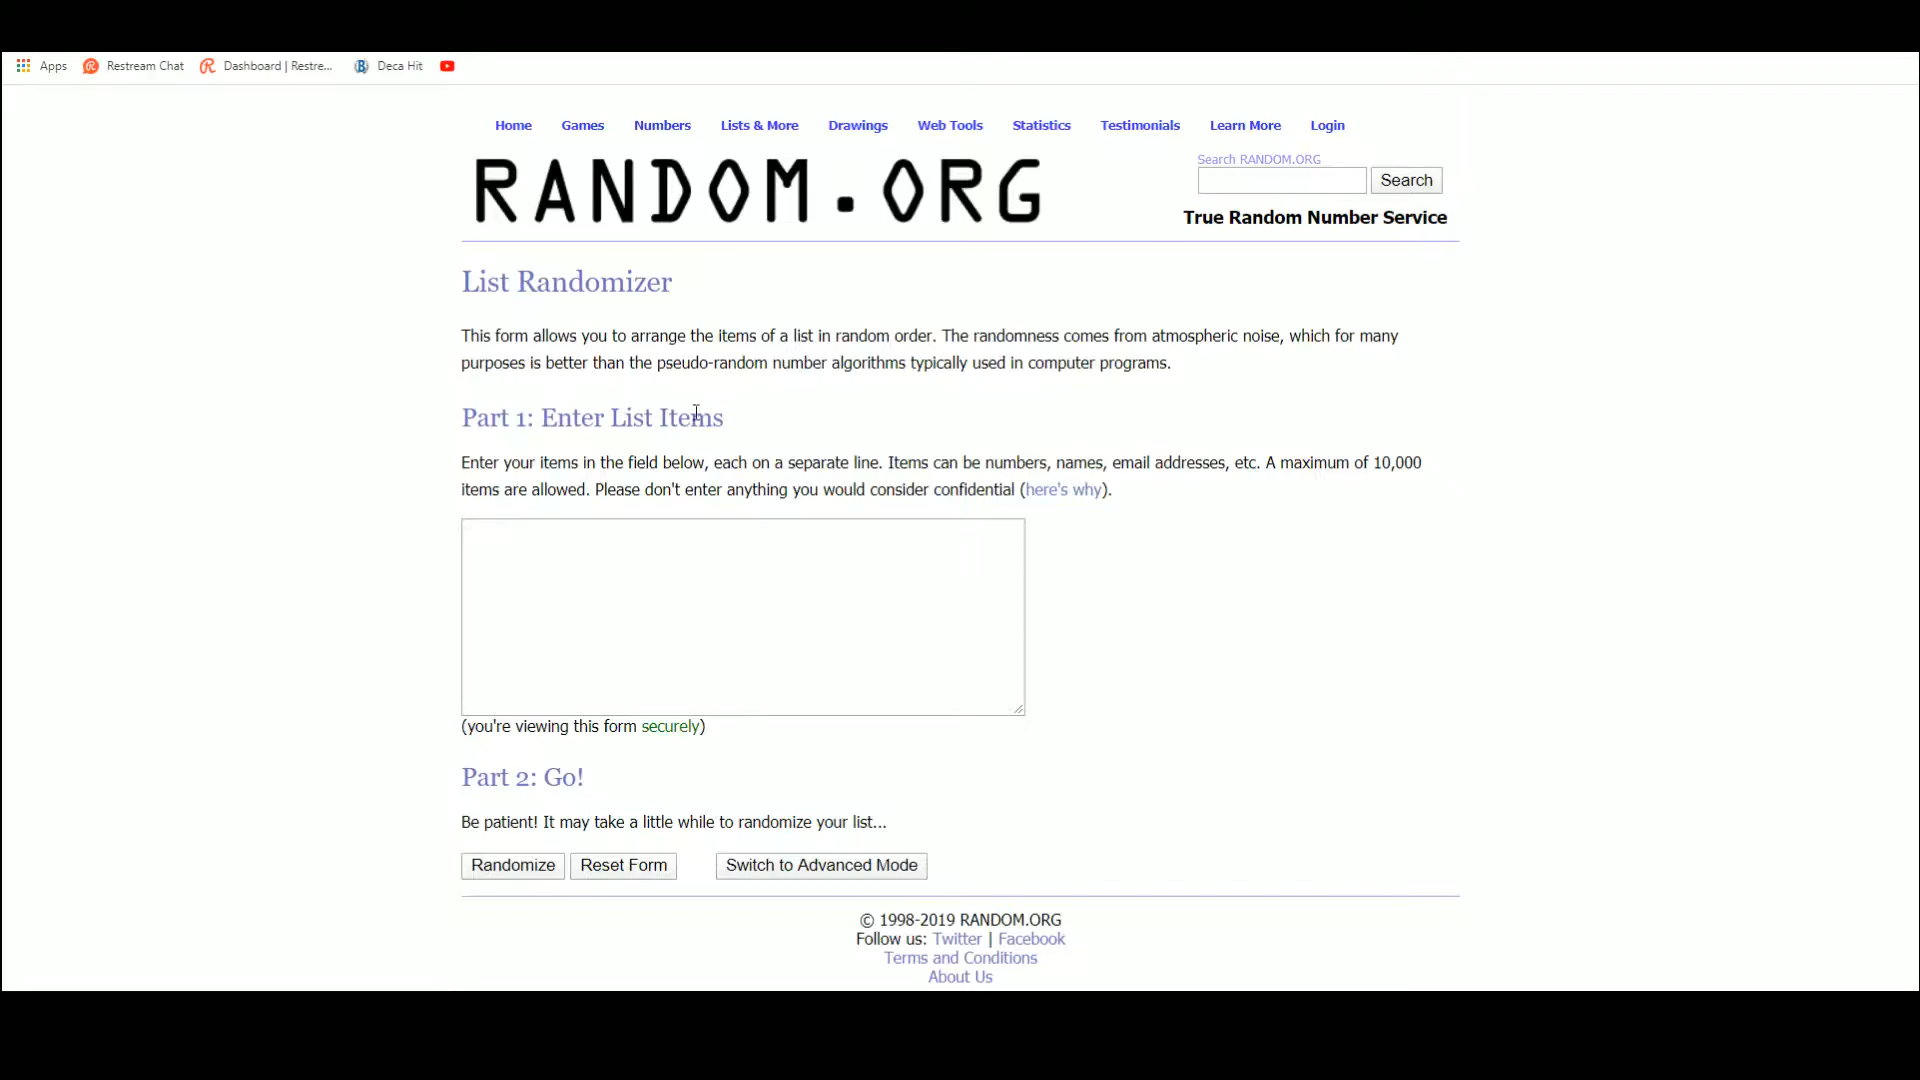 Apps Restream Chat Dashboard | Restre... Deca Hit
Home Games Numbers Lists & More Drawings Web Tools Statistics Testimonials Learn More Login
RANDOM.ORG
Search RANDOM.ORG
Search
True Random Number Service
List Randomizer
This form allows you to arrange the items of a list in random order. The randomness comes from atmospheric noise, which for many
purposes is better than the pseudo-random number algorithms typically used in computer programs.
Part 1: Enter List Items
Enter your items in the field below, each on a separate line. Items can be numbers, names, email addresses, etc. A maximum of 10,000
items are allowed. Please don't enter anything you would consider confidential (here's why).
(you're viewing this form securely)
Part 2: Go!
Be patient! It may take a little while to randomize your list...
Randomize Reset Form Switch to Advanced Mode
© 1998-2019 RANDOM.ORG
Follow us: Twitter | Facebook
Terms and Conditions
About Us